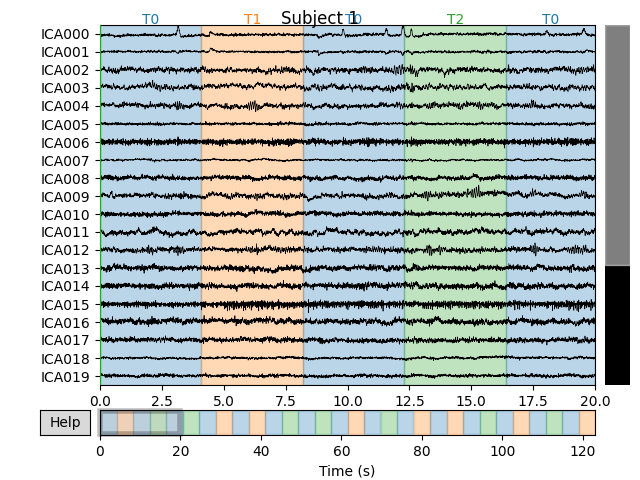 Subject 1
T0 T1 T0 T2 T0
ICA000
ICA001
ICA002
ICA003
ICA004
ICA005
ICA006
ICA007
ICA008
ICA009
ICA010
ICA011
ICA012
ICA013
ICA014
ICA015
ICA016
ICA017
ICA018
ICA019
0.0 2.5 5.0 7.5 10.0 12.5 15.0 17.5 20.0
Help
0 20 40 60 80 100 120
Time (s)